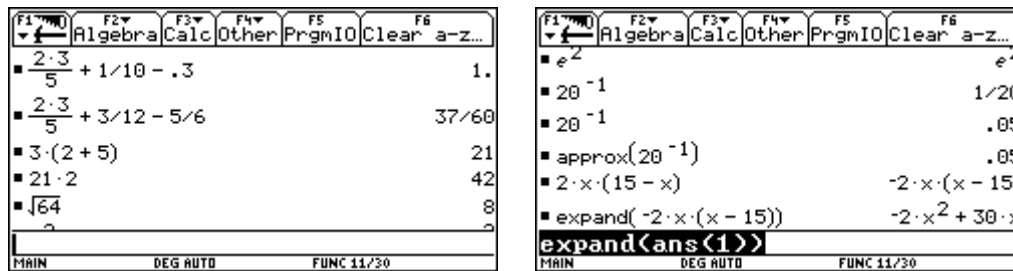 F1 F2 F3 F4 F5 F6
Algebra Calc Other PrgmIO Clear a-z…
2·3/5 + 1/10 - .3 1.
2·3/5 + 3/12 - 5/6 37/60
3·(2 + 5) 21
21·2 42
√64 8
MAIN DEG AUTO FUNC 11/30
F1 F2 F3 F4 F5 F6
Algebra Calc Other PrgmIO Clear a-z…
e^2
20^-1 1/20
20^-1 .05
approx(20^-1) .05
2·x·(15 - x) -2·x·(x - 15
expand(-2·x·(x - 15)) -2·x^2 + 30·x
expand(ans(1))
MAIN DEG AUTO FUNC 11/30